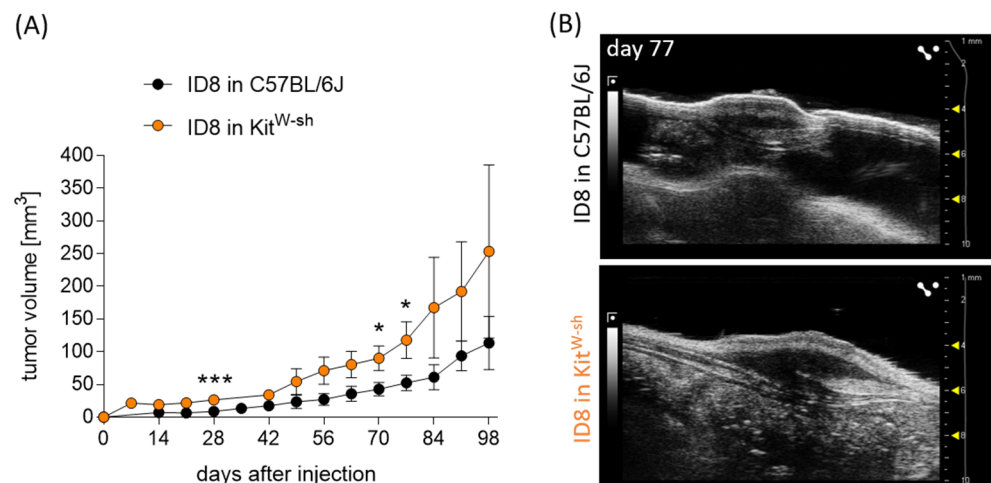 (A)
ID8 in C57BL/6J
ID8 in Kit^W-sh
tumor volume [mm³]
400
350
300
250
200
150
100
50
0
***
*
*
0 14 28 42 56 70 84 98
days after injection
(B)
ID8 in C57BL/6J
day 77
1 mm
2
4
6
8
10
ID8 in Kit^W-sh
1 mm
2
4
6
8
10